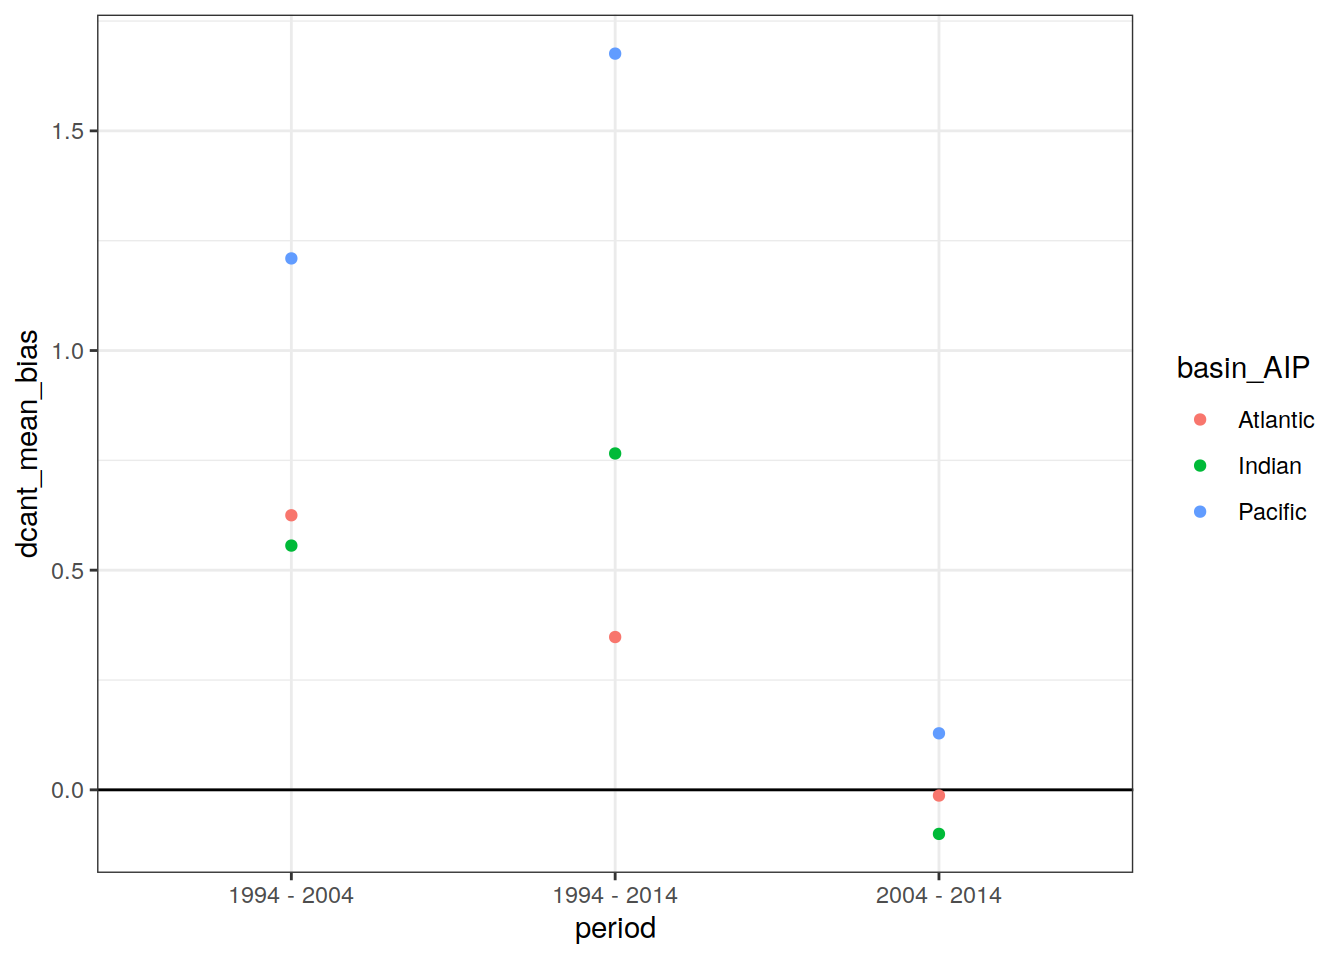 dcant_mean_bias
1.5
1.0
0.5
0.0
1994 - 2004
1994 - 2014
2004 - 2014
period
basin_AIP
Atlantic
Indian
Pacific